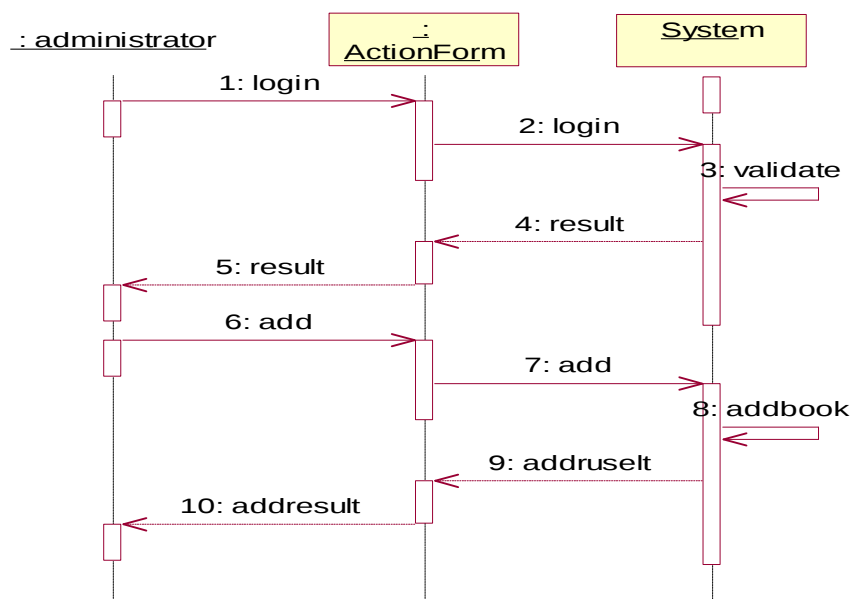 : administrator
:
ActionForm
System
1: login
2: login
3: validate
4: result
5: result
6: add
7: add
8: addbook
9: addruselt
10: addresult